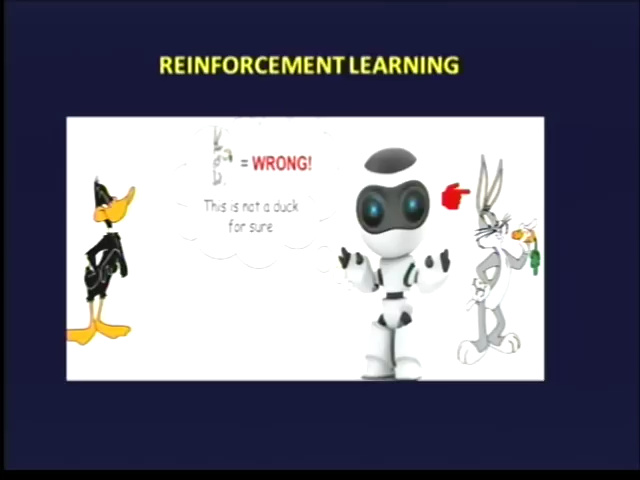 REINFORCEMENT LEARNING
= WRONG!
This is not a duck
for sure